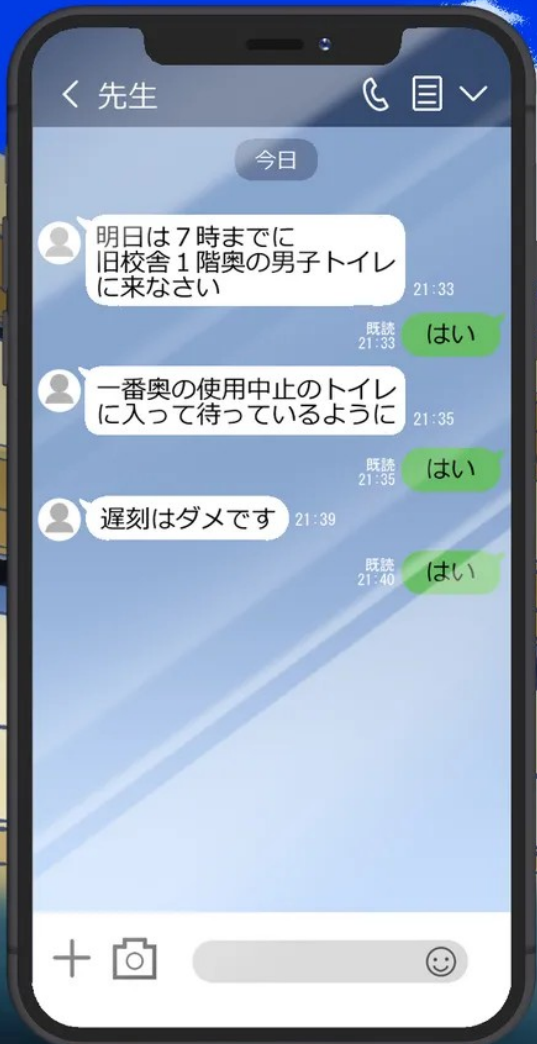 先生
今日
明日は７時までに
旧校舎１階奥の男子トイレ
に来なさい
21:33
既読
21:33
はい
一番奥の使用中止のトイレ
に入って待っているように
21:35
既読
21:35
はい
遅刻はダメです
21:39
既読
21:40
はい